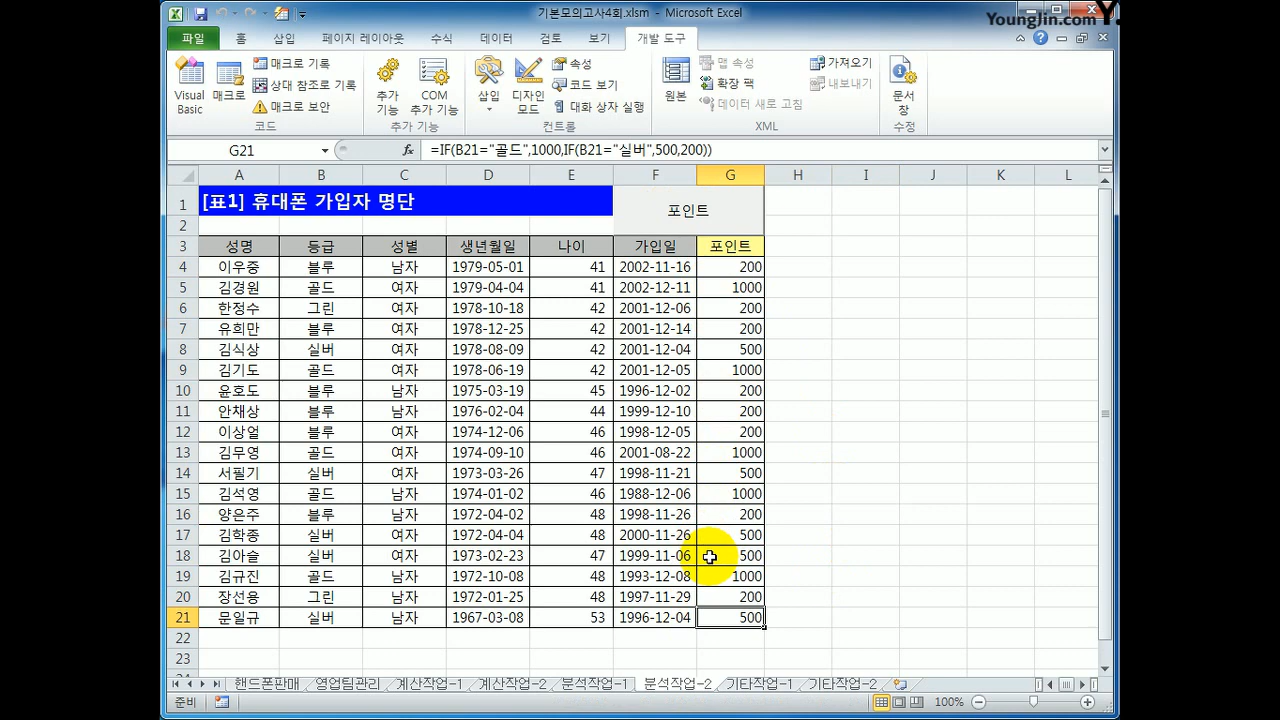 기본모의고사4회.xlsm - Microsoft Excel
YoungJin.com Y.
파일 홈 삽입 페이지 레이아웃 수식 데이터 검토 보기 개발 도구
Visual Basic
매크로
매크로 기록
상대 참조로 기록
매크로 보안
코드
추가 기능
COM 추가 기능
추가 기능
삽입
디자인 모드
속성
코드 보기
대화 상자 실행
컨트롤
원본
맵 속성
확장 팩
데이터 새로 고침
가져오기
내보내기
XML
문서 창
수정
G21 fx =IF(B21="골드",1000,IF(B21="실버",500,200))
A B C D E F G H I J K L
1 [표1] 휴대폰 가입자 명단 포인트
2
3 성명 등급 성별 생년월일 나이 가입일 포인트
4 이우중 블루 남자 1979-05-01 41 2002-11-16 200
5 김경원 골드 여자 1979-04-04 41 2002-12-11 1000
6 한정수 그린 여자 1978-10-18 42 2001-12-06 200
7 유희만 블루 여자 1978-12-25 42 2001-12-14 200
8 김식상 실버 여자 1978-08-09 42 2001-12-04 500
9 김기도 골드 여자 1978-06-19 42 2001-12-05 1000
10 윤호도 블루 남자 1975-03-19 45 1996-12-02 200
11 안채상 블루 남자 1976-02-04 44 1999-12-10 200
12 이상얼 블루 여자 1974-12-06 46 1998-12-05 200
13 김무영 골드 여자 1974-09-10 46 2001-08-22 1000
14 서필기 실버 여자 1973-03-26 47 1998-11-21 500
15 김석영 골드 남자 1974-01-02 46 1988-12-06 1000
16 양은주 블루 남자 1972-04-02 48 1998-11-26 200
17 김학종 실버 여자 1972-04-04 48 2000-11-26 500
18 김아솔 실버 여자 1973-02-23 47 1999-11-06 500
19 김규진 골드 남자 1972-10-08 48 1993-12-08 1000
20 장선용 그린 남자 1972-01-25 48 1997-11-29 200
21 문일규 실버 남자 1967-03-08 53 1996-12-04 500
22
23
핸드폰판매 영업팀관리 계산작업-1 계산작업-2 분석작업-1 분석작업-2 기타작업-1 기타작업-2
준비 100%